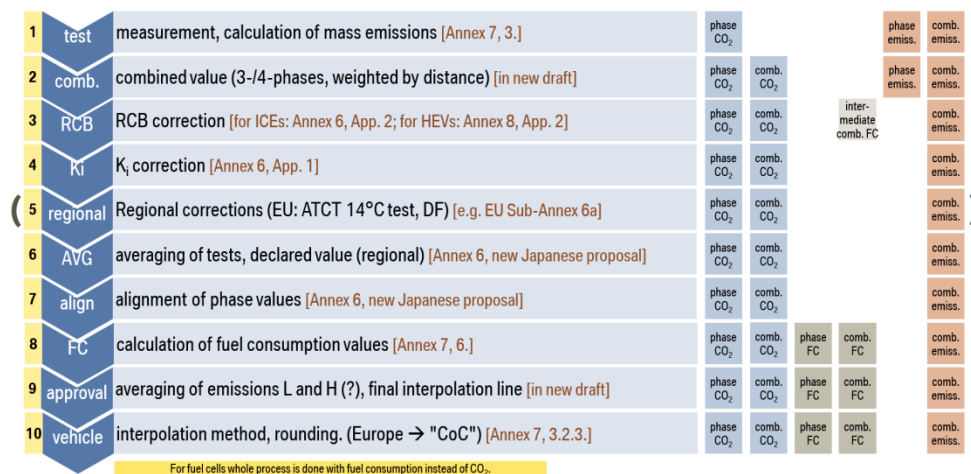 1 test measurement, calculation of mass emissions [Annex 7, 3.] phase CO₂ phase emiss. comb. emiss.
2 comb. combined value (3-/4-phases, weighted by distance) [in new draft] phase CO₂ comb. CO₂ phase emiss. comb. emiss.
3 RCB RCB correction [for ICEs: Annex 6, App. 2; for HEVs: Annex 8, App. 2] phase CO₂ comb. CO₂ inter-mediate comb. FC comb. emiss.
4 Ki Kᵢ correction [Annex 6, App. 1] phase CO₂ comb. CO₂ comb. emiss.
( 5 regional Regional corrections (EU: ATCT 14°C test, DF) [e.g. EU Sub-Annex 6a] phase CO₂ comb. CO₂ comb. emiss.
6 AVG averaging of tests, declared value (regional) [Annex 6, new Japanese proposal] phase CO₂ comb. CO₂ comb. emiss.
7 align alignment of phase values [Annex 6, new Japanese proposal] phase CO₂ comb. CO₂ comb. emiss.
8 FC calculation of fuel consumption values [Annex 7, 6.] phase CO₂ comb. CO₂ phase FC comb. FC comb. emiss.
9 approval averaging of emissions L and H (?), final interpolation line [in new draft] phase CO₂ comb. CO₂ phase FC comb. FC comb. emiss.
10 vehicle interpolation method, rounding. (Europe → "CoC") [Annex 7, 3.2.3.] phase CO₂ comb. CO₂ phase FC comb. FC comb. emiss.
For fuel cells whole process is done with fuel consumption instead of CO₂.